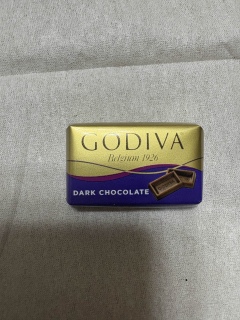 GODIVA
Belgium 1926
DARK CHOCOLATE